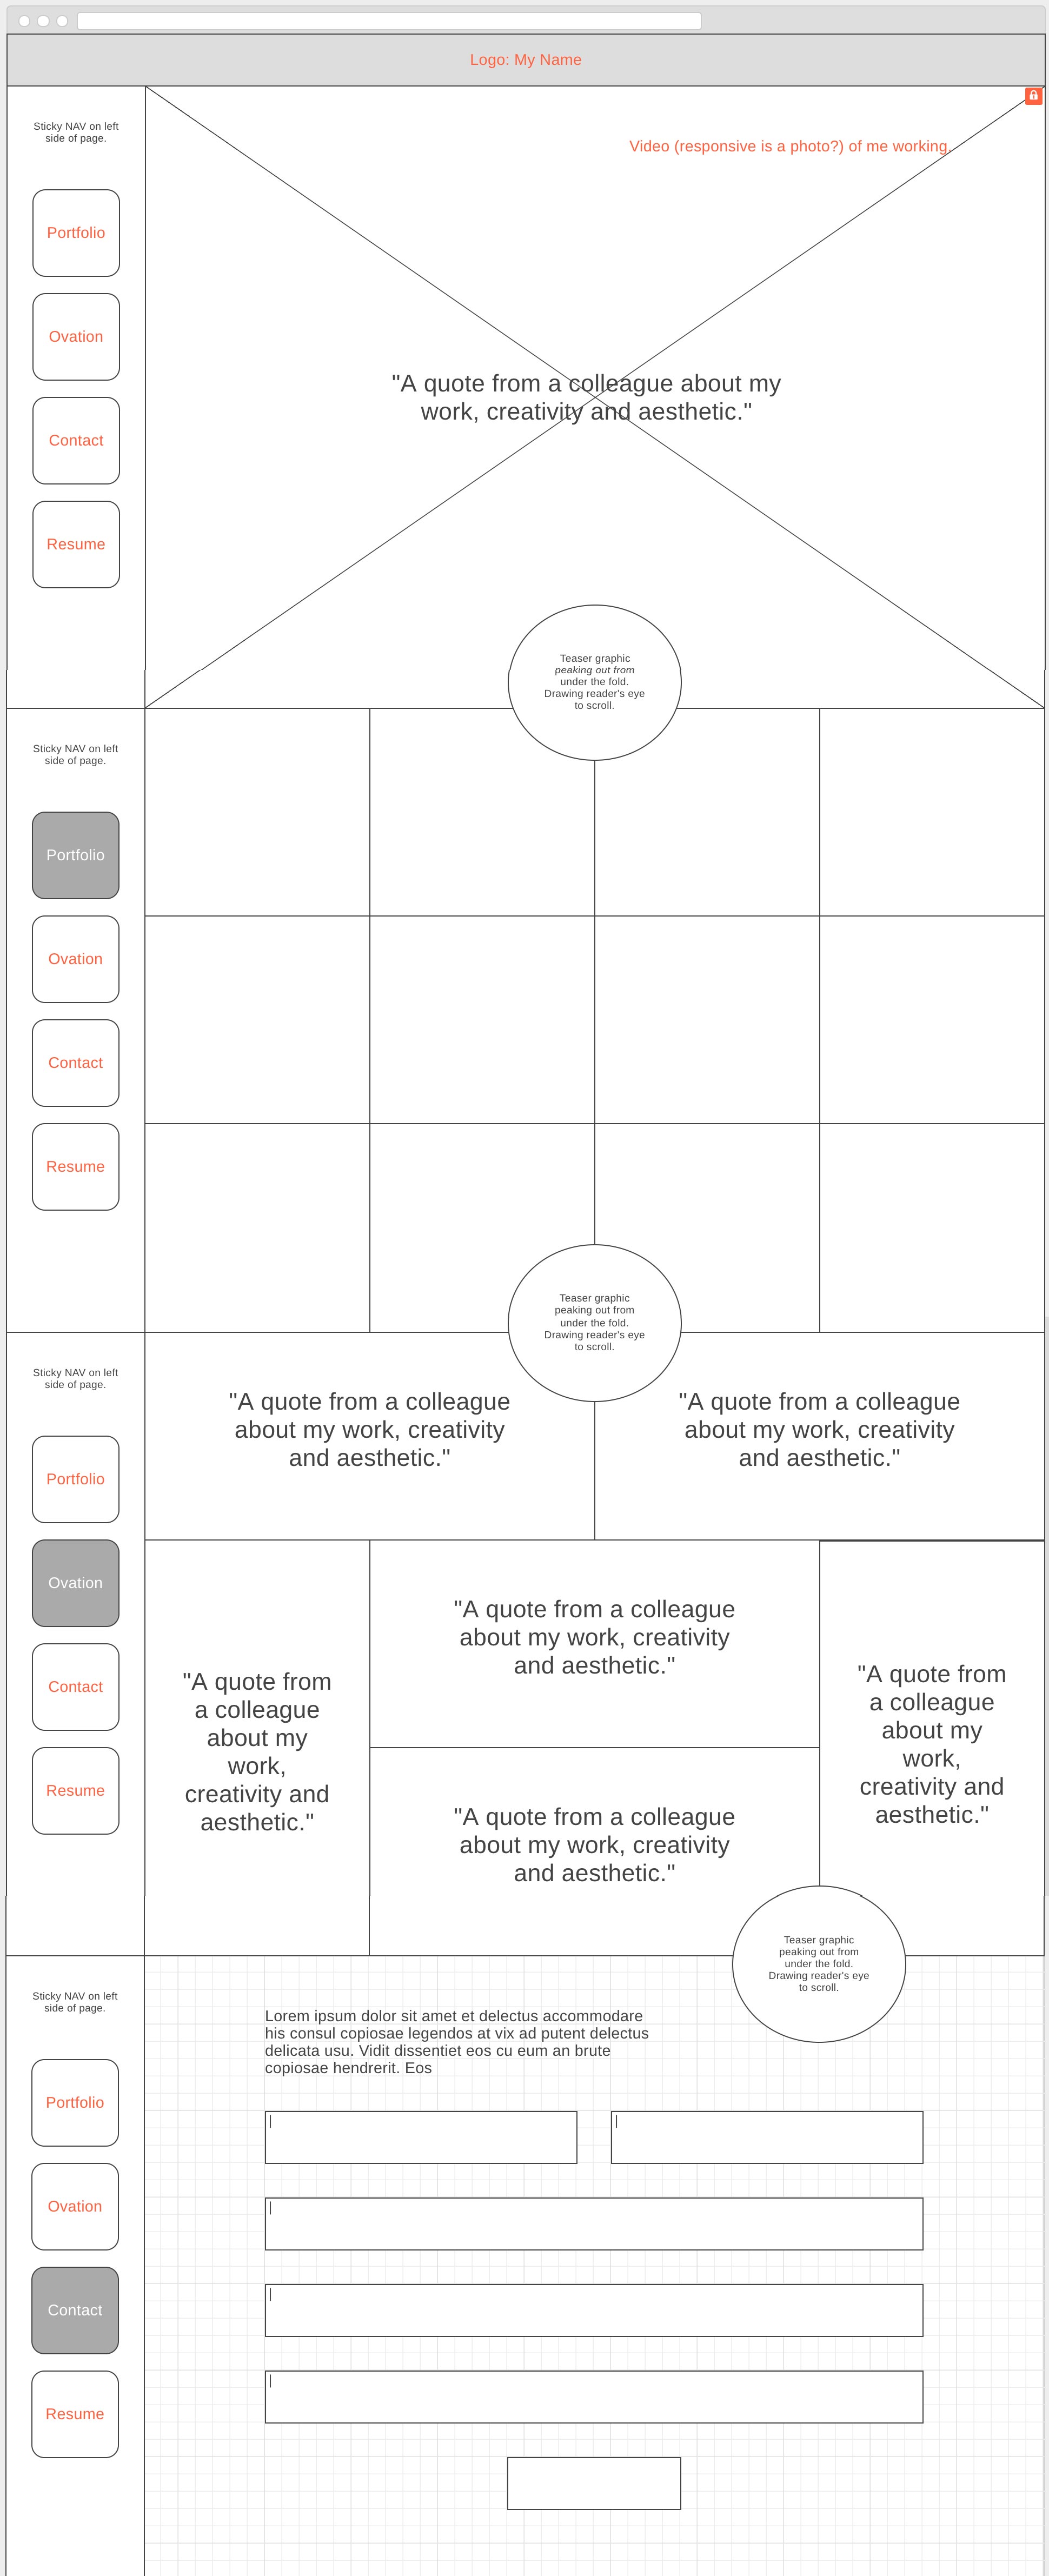 Logo: My Name
Sticky NAV on left
side of page.
Video (responsive is a photo?) of me working.
Portfolio
Ovation
Contact
Resume
"A quote from a colleague about my
work, creativity and aesthetic."
Teaser graphic
peaking out from
under the fold.
Drawing reader's eye
to scroll.
Sticky NAV on left
side of page.
Portfolio
Ovation
Contact
Resume
Teaser graphic
peaking out from
under the fold.
Drawing reader's eye
to scroll.
Sticky NAV on left
side of page.
Portfolio
Ovation
Contact
Resume
"A quote from a colleague
about my work, creativity
and aesthetic."
"A quote from a colleague
about my work, creativity
and aesthetic."
"A quote from
a colleague
about my
work,
creativity and
aesthetic."
"A quote from a colleague
about my work, creativity
and aesthetic."
"A quote from a colleague
about my work, creativity
and aesthetic."
"A quote from
a colleague
about my
work,
creativity and
aesthetic."
Teaser graphic
peaking out from
under the fold.
Drawing reader's eye
to scroll.
Sticky NAV on left
side of page.
Portfolio
Ovation
Contact
Resume
Lorem ipsum dolor sit amet et delectus accommodare
his consul copiosae legendos at vix ad putent delectus
delicata usu. Vidit dissentiet eos cu eum an brute
copiosae hendrerit. Eos